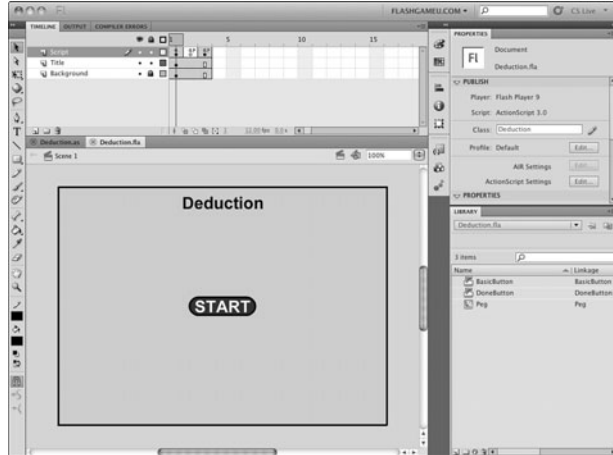 FLASHGAMEU.COM
CS Live
TIMELINE OUTPUT COMPILER ERRORS
1 5 10 15
Script
Title
Background
Deduction.as Deduction.fla
Scene 1
100%
Deduction
START
PROPERTIES
Fl
Document
Deduction.fla
PUBLISH
Player: Flash Player 9
Script: ActionScript 3.0
Class: Deduction
Profile: Default Edit...
AIR Settings Edit...
ActionScript Settings Edit...
PROPERTIES
LIBRARY
Deduction.fla
3 items
Name Linkage
BasicButton BasicButton
DoneButton DoneButton
Peg Peg